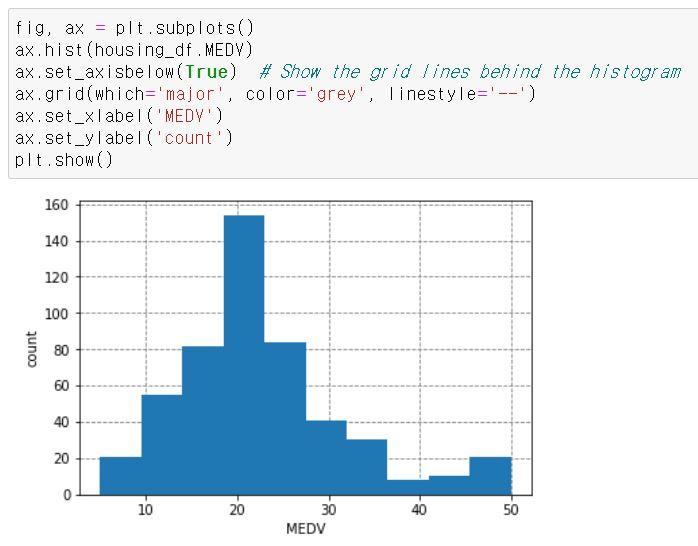 fig, ax = plt.subplots()
ax.hist(housing_df.MEDV)
ax.set_axisbelow(True)  # Show the grid lines behind the histogram
ax.grid(which='major', color='grey', linestyle='--')
ax.set_xlabel('MEDV')
ax.set_ylabel('count')
plt.show()
160
140
120
100
80
60
40
20
0
count
10 20 30 40 50
MEDV